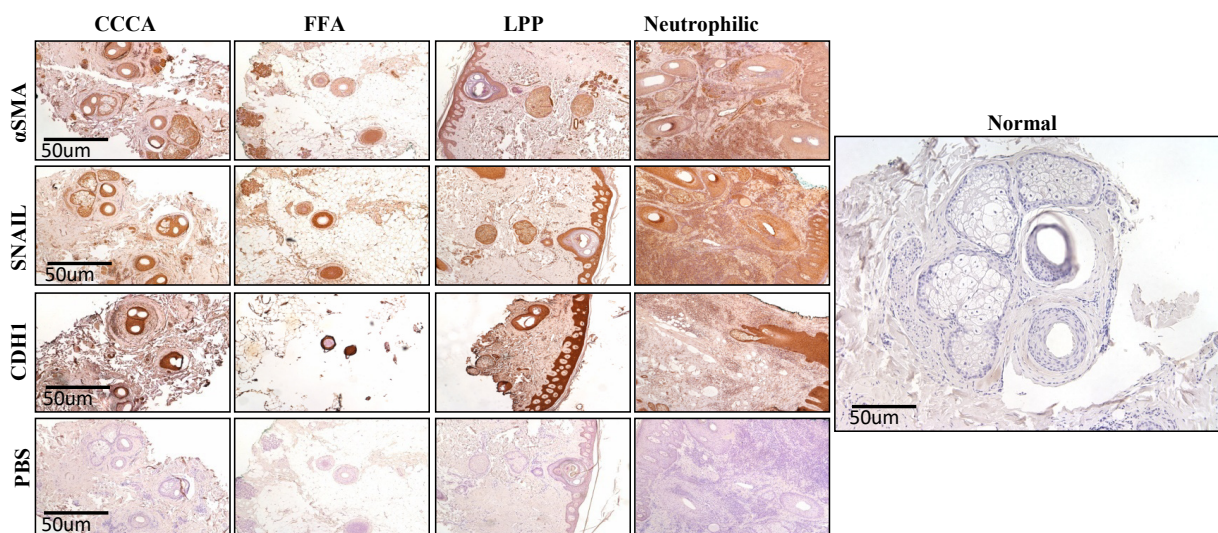 CCCA FFA LPP Neutrophilic
αSMA
50um
SNAIL
50um
CDH1
50um
PBS
50um
Normal
50um